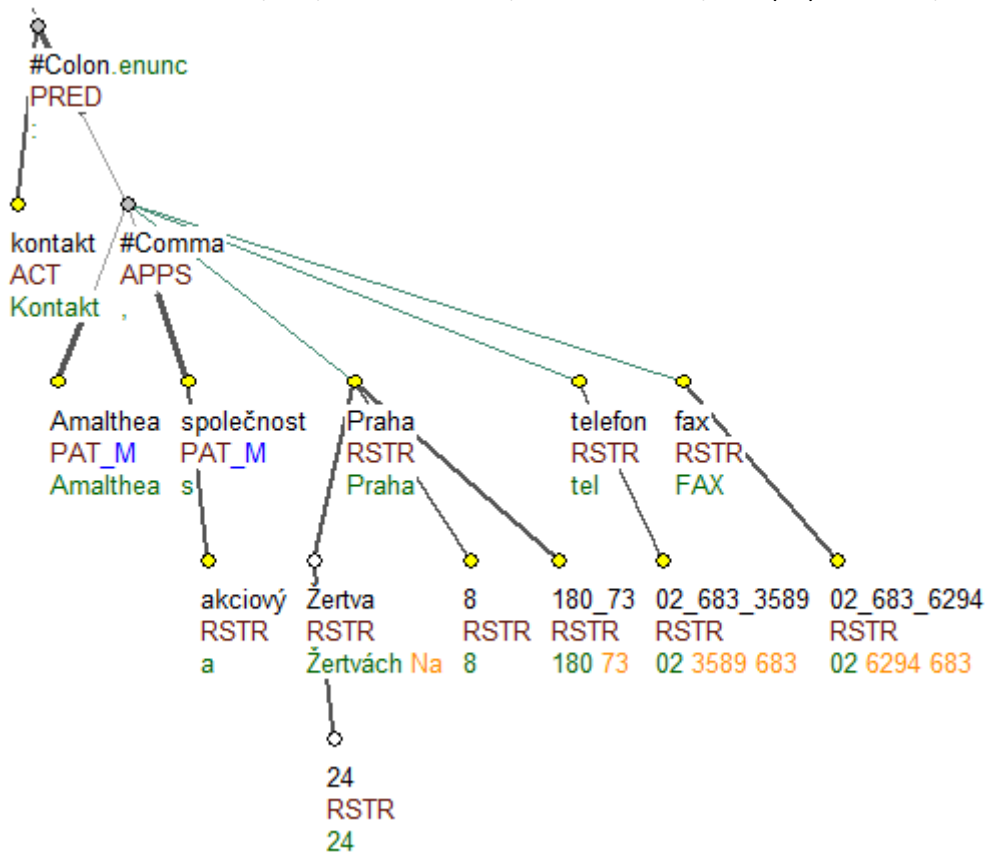 #Colon.enunc
PRED
:
kontakt #Comma
ACT APPS
Kontakt ,
Amalthea společnost Praha telefon fax
PAT_M PAT_M RSTR RSTR RSTR
Amalthea s Praha tel FAX
akciový Žertva 8 180_73 02_683_3589 02_683_6294
RSTR RSTR RSTR RSTR RSTR RSTR
a Žertvách Na 8 180 73 02 3589 683 02 6294 683
24
RSTR
24